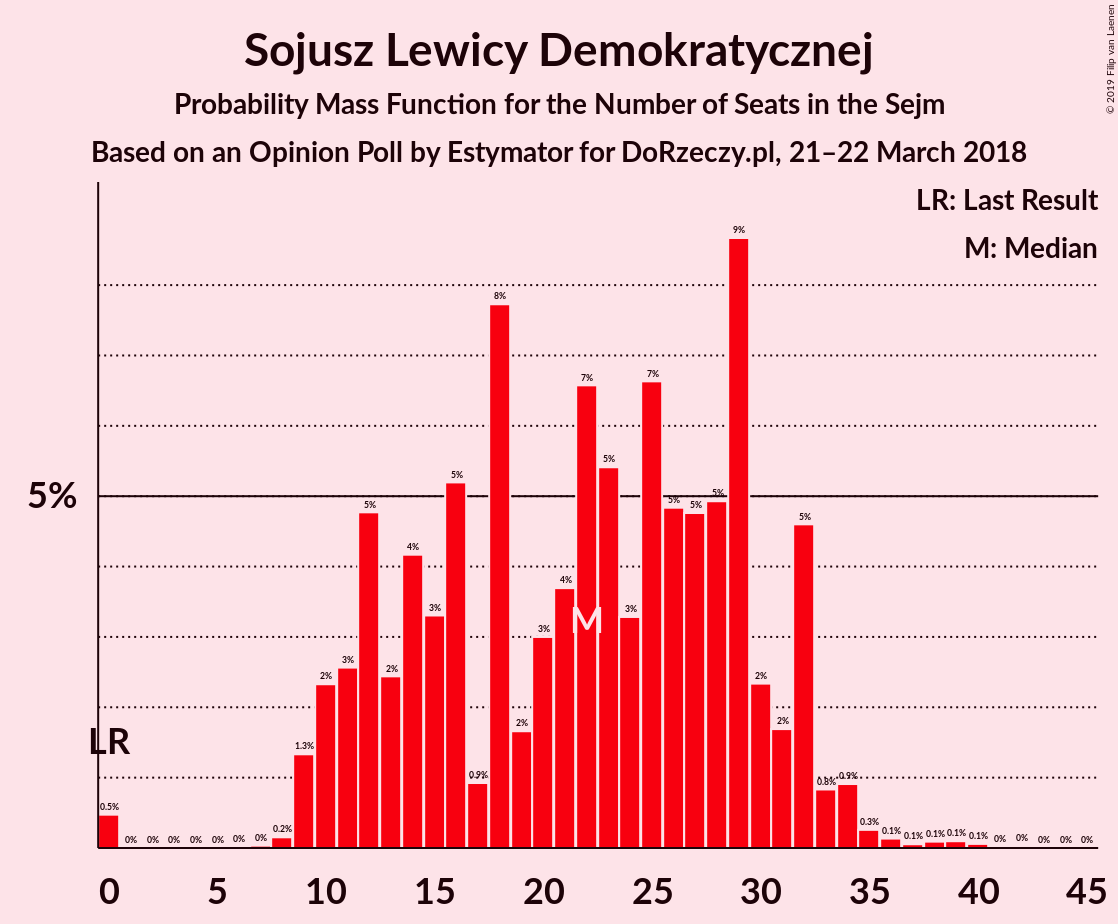 Sojusz Lewicy Demokratycznej
Probability Mass Function for the Number of Seats in the Sejm
Based on an Opinion Poll by Estymator for DoRzeczy.pl, 21–22 March 2018
© 2019 Filip van Laenen
LR: Last Result
M: Median
5%
LR
M
0.5% 0% 0% 0% 0% 0% 0% 0% 0.2% 1.3% 2% 3% 5% 2% 4% 3% 5% 0.9% 8% 2% 3% 4% 7% 5% 3% 7% 5% 5% 5% 9% 2% 2% 5% 0.8% 0.9% 0.3% 0.1% 0.1% 0.1% 0.1% 0.1% 0% 0% 0% 0% 0%
0 5 10 15 20 25 30 35 40 45